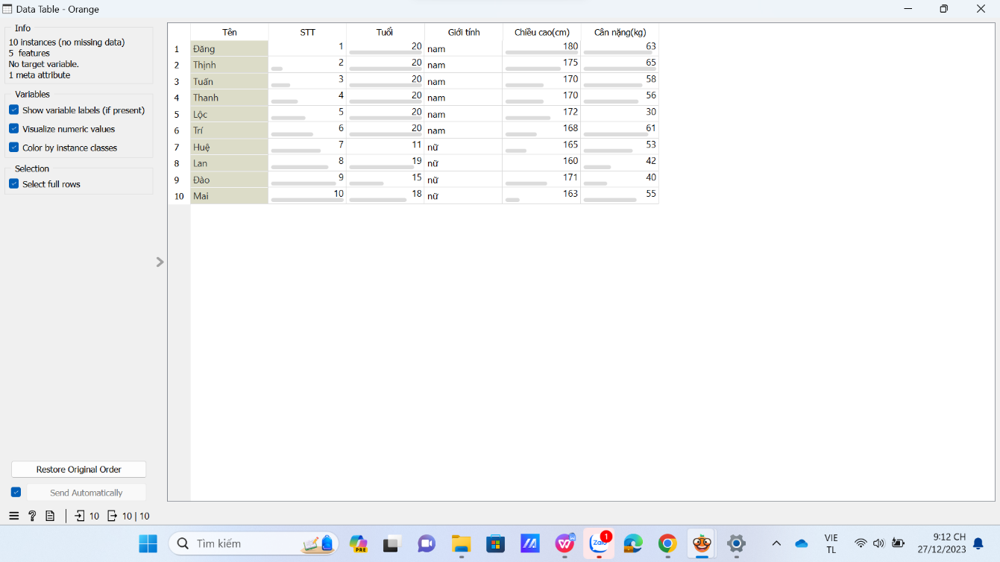 Data Table - Orange
Info
10 instances (no missing data)
5 features
No target variable.
1 meta attribute
Variables
Show variable labels (if present)
Visualize numeric values
Color by instance classes
Selection
Select full rows
Tên STT Tuổi Giới tính Chiều cao(cm) Cân nặng(kg)
1 Đăng 1 20 nam 180 63
2 Thịnh 2 20 nam 175 65
3 Tuấn 3 20 nam 170 58
4 Thanh 4 20 nam 170 56
5 Lộc 5 20 nam 172 30
6 Trí 6 20 nam 168 61
7 Huệ 7 11 nữ 165 53
8 Lan 8 19 nữ 160 42
9 Đào 9 15 nữ 171 40
10 Mai 10 18 nữ 163 55
Restore Original Order
Send Automatically
10 10 | 10
Tìm kiếm
PRE
Zalo
1
VIE
TL
9:12 CH
27/12/2023